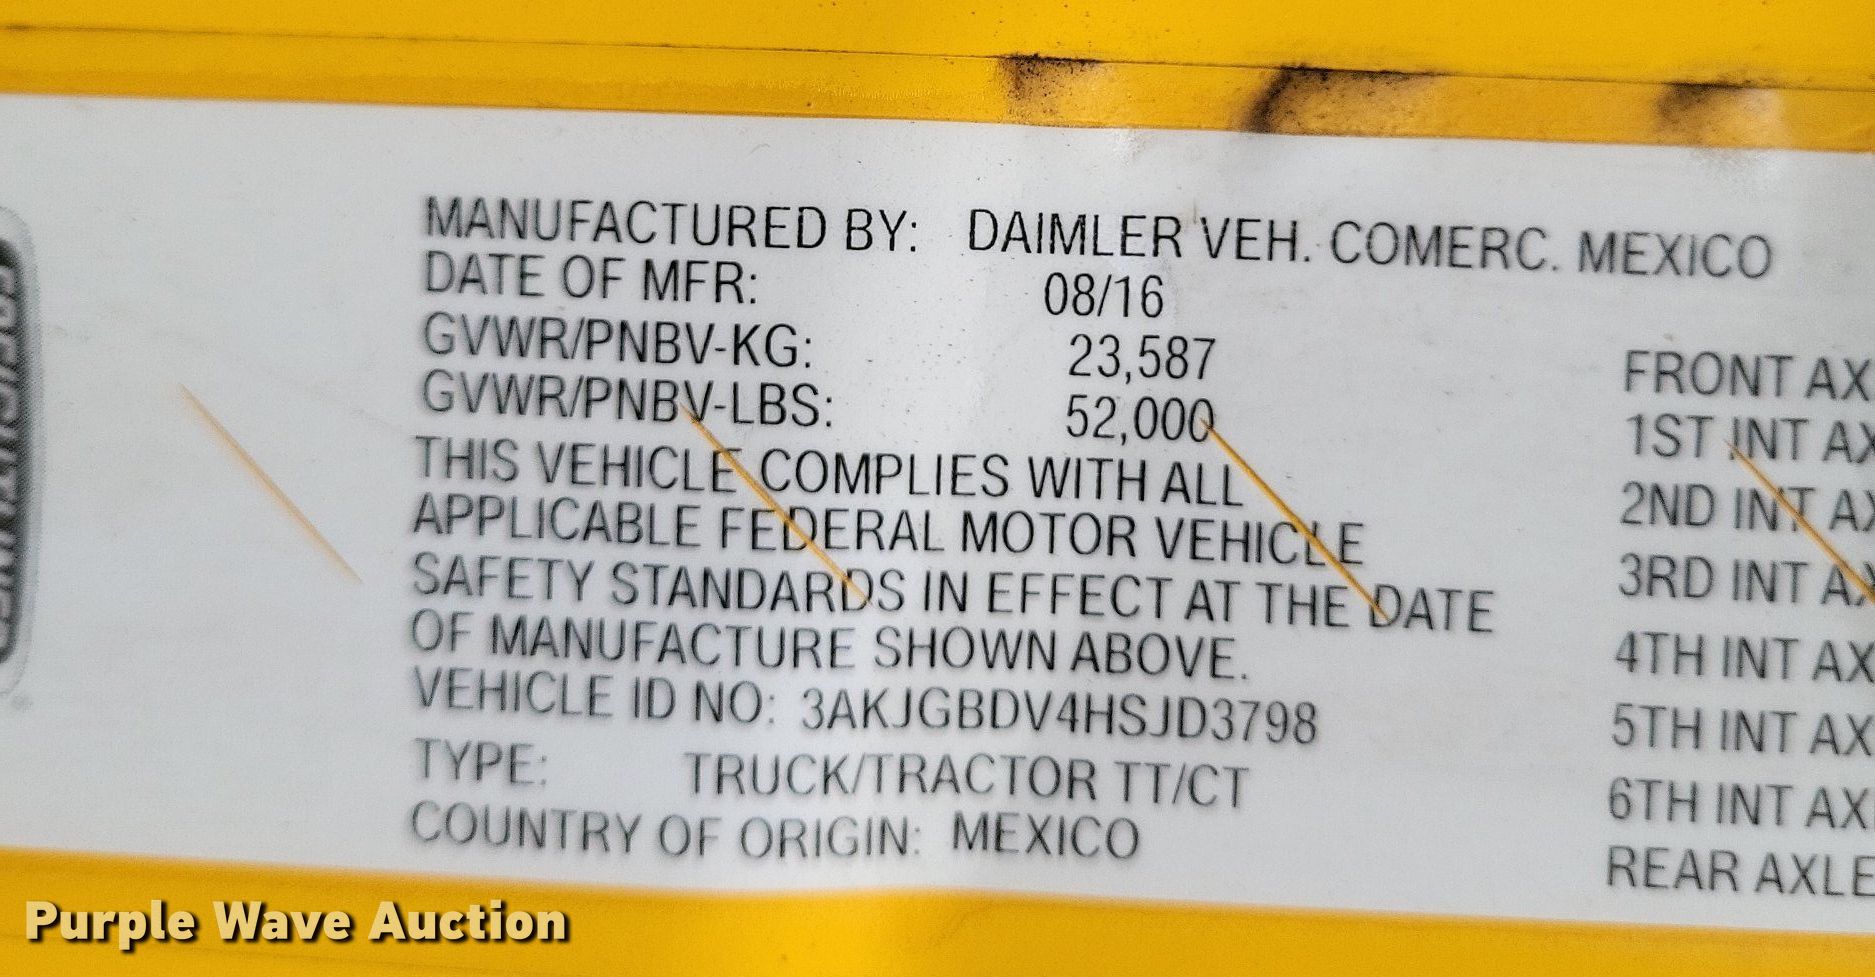 MANUFACTURED BY: DAIMLER VEH. COMERC. MEXICO
DATE OF MFR: 08/16
GVWR/PNBV-KG: 23,587
GVWR/PNBV-LBS: 52,000
THIS VEHICLE COMPLIES WITH ALL
APPLICABLE FEDERAL MOTOR VEHICLE
SAFETY STANDARDS IN EFFECT AT THE DATE
OF MANUFACTURE SHOWN ABOVE.
VEHICLE ID NO: 3AKJGBDV4HSJD3798
TYPE: TRUCK/TRACTOR TT/CT
COUNTRY OF ORIGIN: MEXICO
FRONT AX
1ST INT AX
2ND INT AX
3RD INT AX
4TH INT AX
5TH INT AX
6TH INT AX
REAR AXLE
Purple Wave Auction